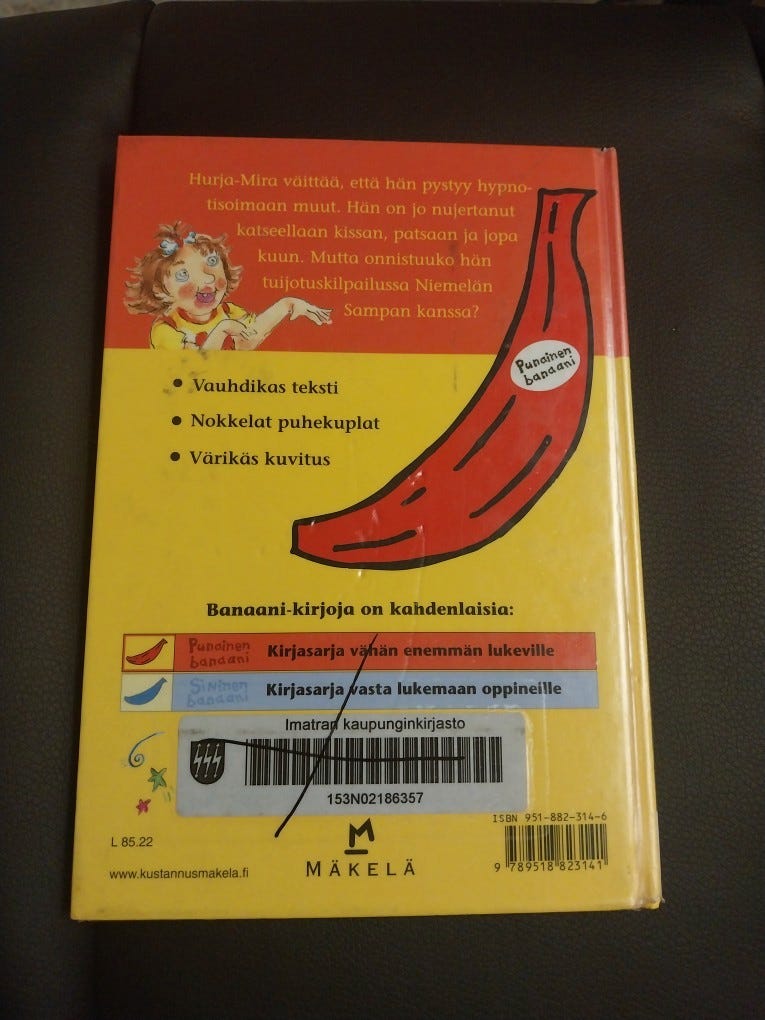 Hurja-Mira väittää, että hän pystyy hypno-
tisoimaan muut. Hän on jo nujertanut
katseellaan kissan, patsaan ja jopa
kuun. Mutta onnistuuko hän
tuijotuskilpailussa Niemelän
Sampan kanssa?
Punainen
banaani
• Vauhdikas teksti
• Nokkelat puhekuplat
• Värikäs kuvitus
Banaani-kirjoja on kahdenlaisia:
Punainen
banaani
Kirjasarja vähän enemmän lukeville
Sininen
banaani
Kirjasarja vasta lukemaan oppineille
Imatran kaupunginkirjasto
153N02186357
ISBN 951-882-314-6
9 789518 823141
L 85.22
M
MÄKELÄ
www.kustannusmakela.fi